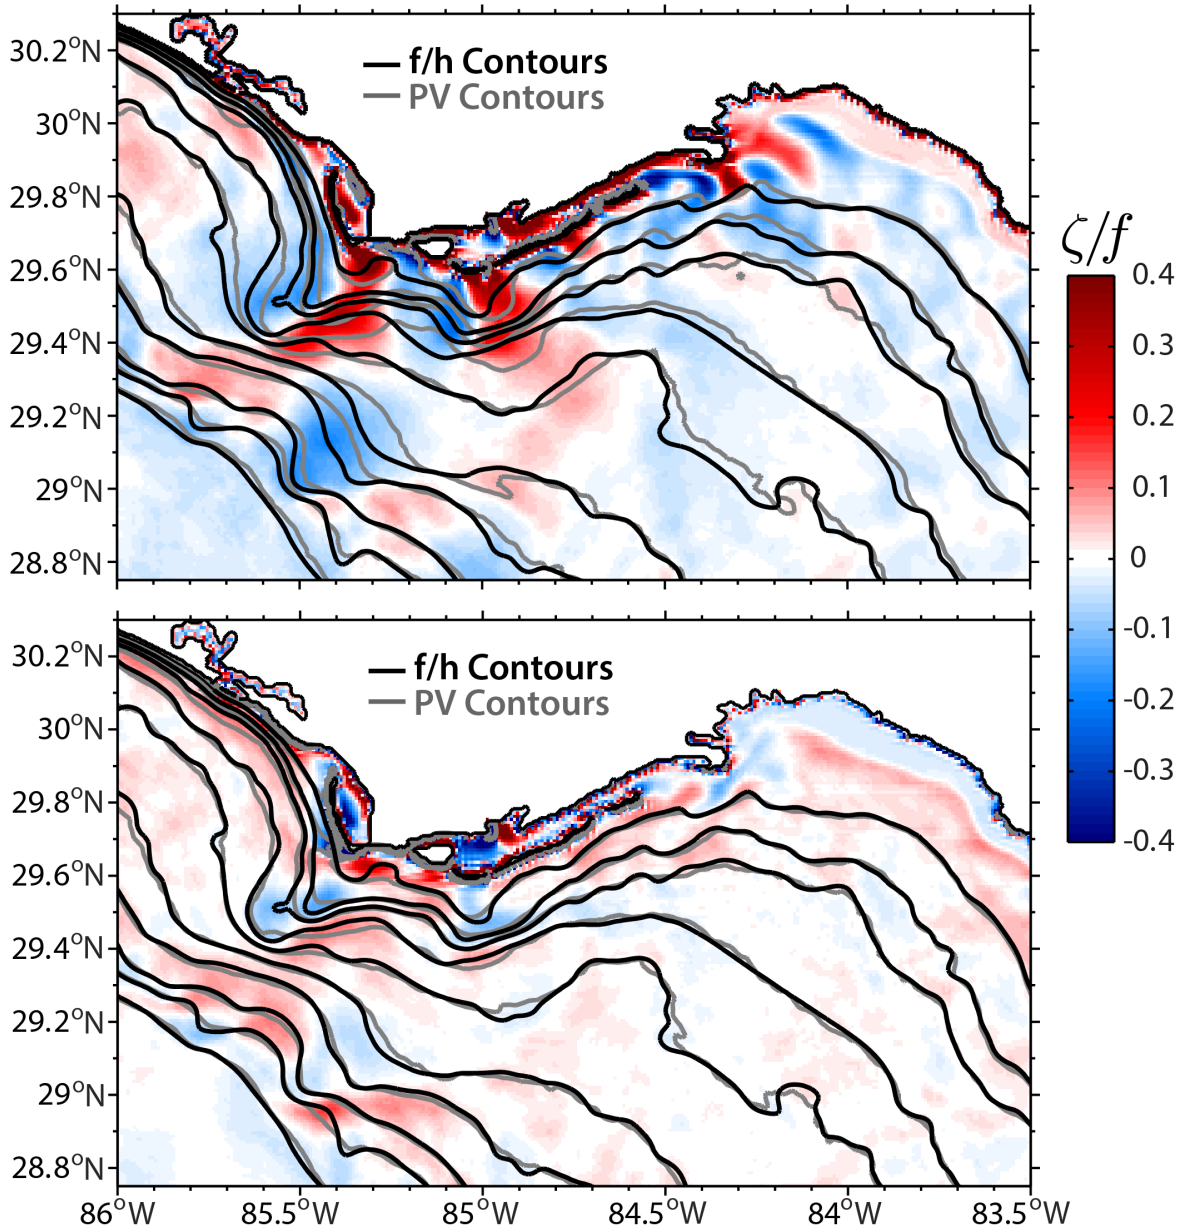 30.2°N
30°N
29.8°N
29.6°N
29.4°N
29.2°N
29°N
28.8°N
f/h Contours
PV Contours
ζ/f
0.4
0.3
0.2
0.1
0
-0.1
-0.2
-0.3
-0.4
30.2°N
30°N
29.8°N
29.6°N
29.4°N
29.2°N
29°N
28.8°N
f/h Contours
PV Contours
86°W
85.5°W
85°W
84.5°W
84°W
83.5°W